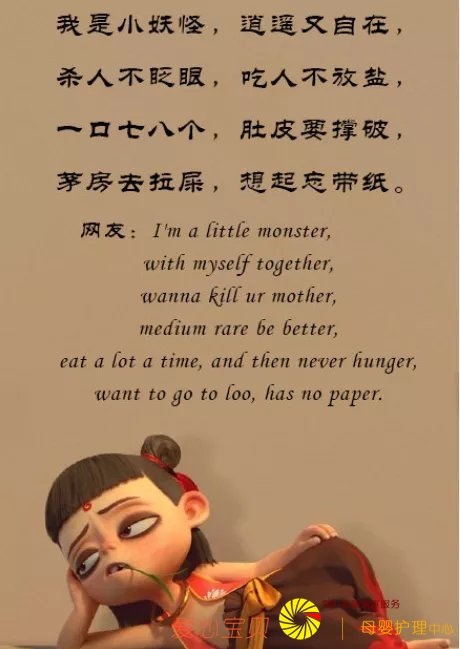 我是小妖怪，逍遥又自在，
杀人不眨眼，吃人不放盐，
一口七八个，肚皮要撑破，
茅房去拉屎，想起忘带纸。
网友：I'm a little monster,
with myself together,
wanna kill ur mother,
medium rare be better,
eat a lot a time, and then never hunger,
want to go to loo, has no paper.
服务
爱心宝贝 | 母婴护理中心